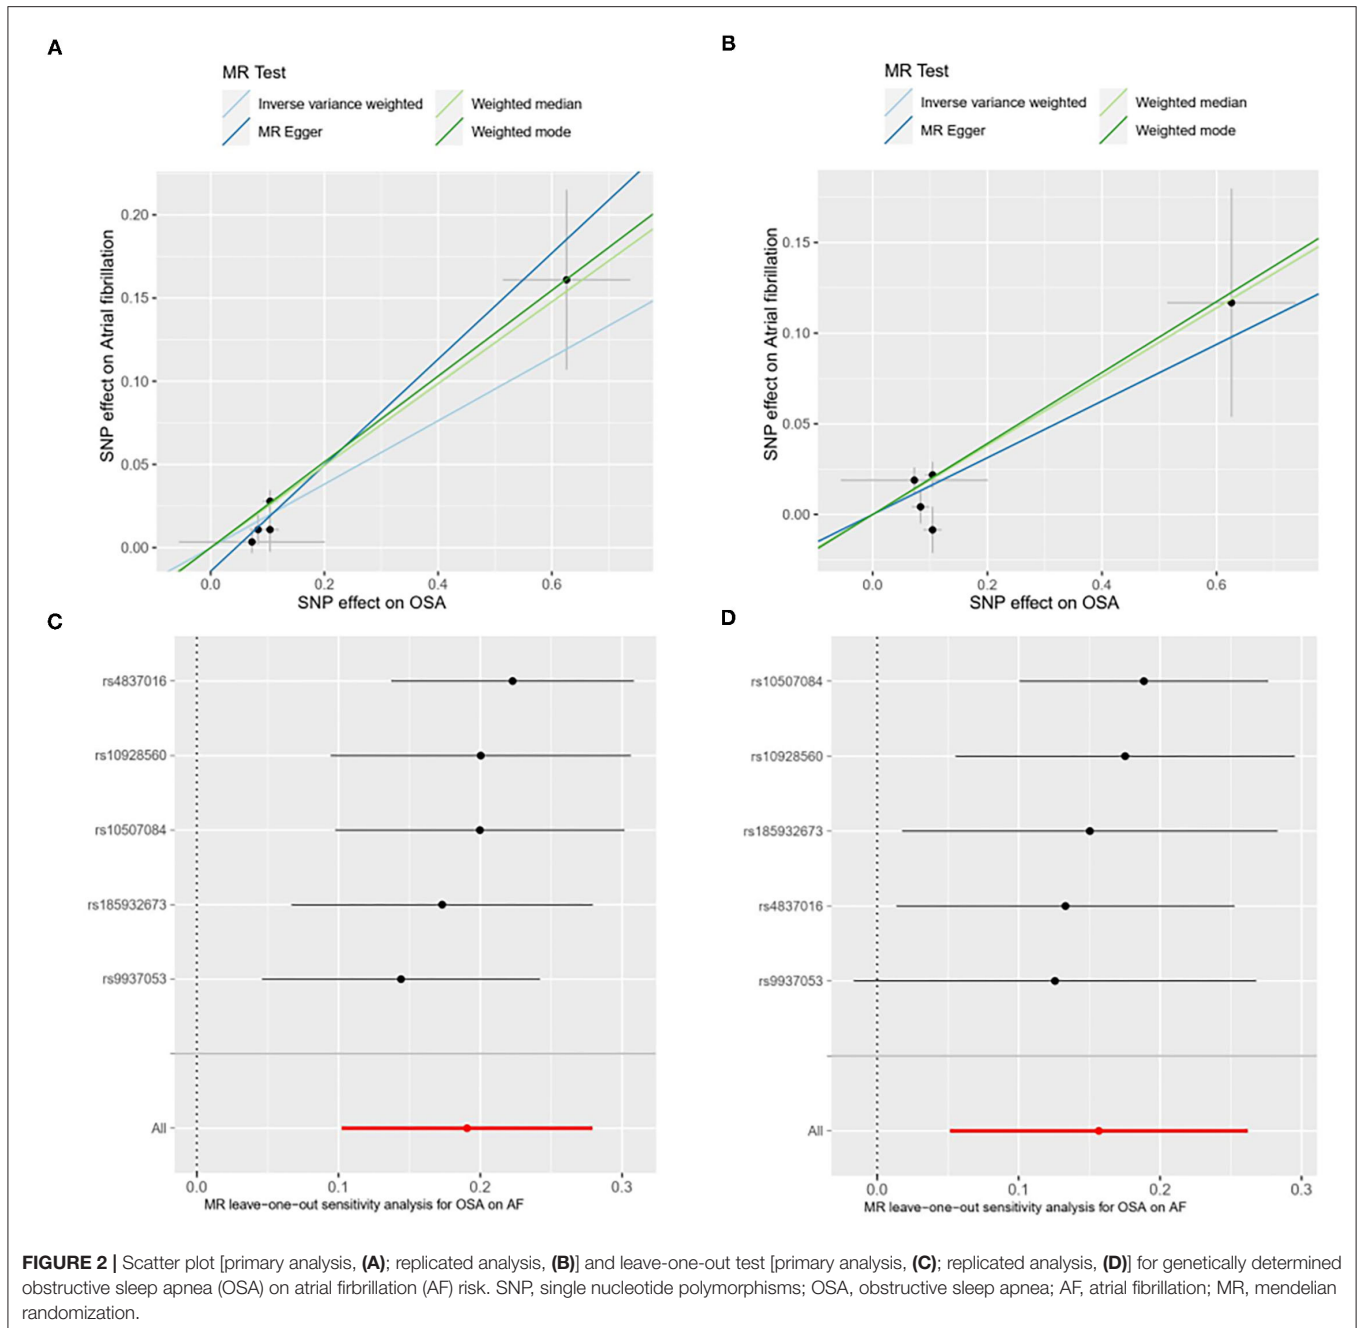 A
MR Test
Inverse variance weighted
Weighted median
MR Egger
Weighted mode
SNP effect on Atrial fibrillation
0.20
0.15
0.10
0.05
0.00
0.0 0.2 0.4 0.6
SNP effect on OSA
B
MR Test
Inverse variance weighted
Weighted median
MR Egger
Weighted mode
SNP effect on Atrial fibrillation
0.15
0.10
0.05
0.00
0.0 0.2 0.4 0.6
SNP effect on OSA
C
rs4837016
rs10928560
rs10507084
rs185932673
rs9937053
All
0.0 0.1 0.2 0.3
MR leave-one-out sensitivity analysis for OSA on AF
D
rs10507084
rs10928560
rs185932673
rs4837016
rs9937053
All
0.0 0.1 0.2 0.3
MR leave-one-out sensitivity analysis for OSA on AF
FIGURE 2 | Scatter plot [primary analysis, (A); replicated analysis, (B)] and leave-one-out test [primary analysis, (C); replicated analysis, (D)] for genetically determined
obstructive sleep apnea (OSA) on atrial firbrillation (AF) risk. SNP, single nucleotide polymorphisms; OSA, obstructive sleep apnea; AF, atrial fibrillation; MR, mendelian
randomization.